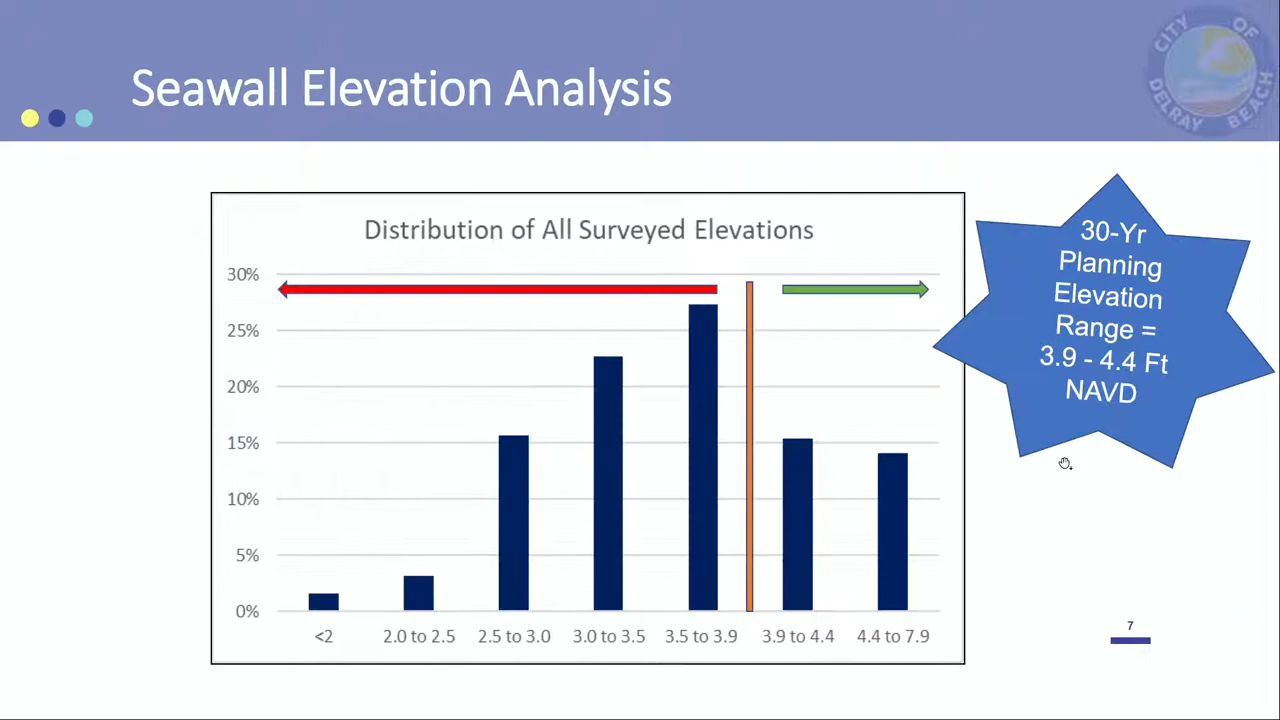 CITY OF
DELRAY BEACH
Seawall Elevation Analysis
Distribution of All Surveyed Elevations
30%
25%
20%
15%
10%
5%
0%
<2
2.0 to 2.5
2.5 to 3.0
3.0 to 3.5
3.5 to 3.9
3.9 to 4.4
4.4 to 7.9
30-Yr
Planning
Elevation
Range =
3.9 - 4.4 Ft
NAVD
7